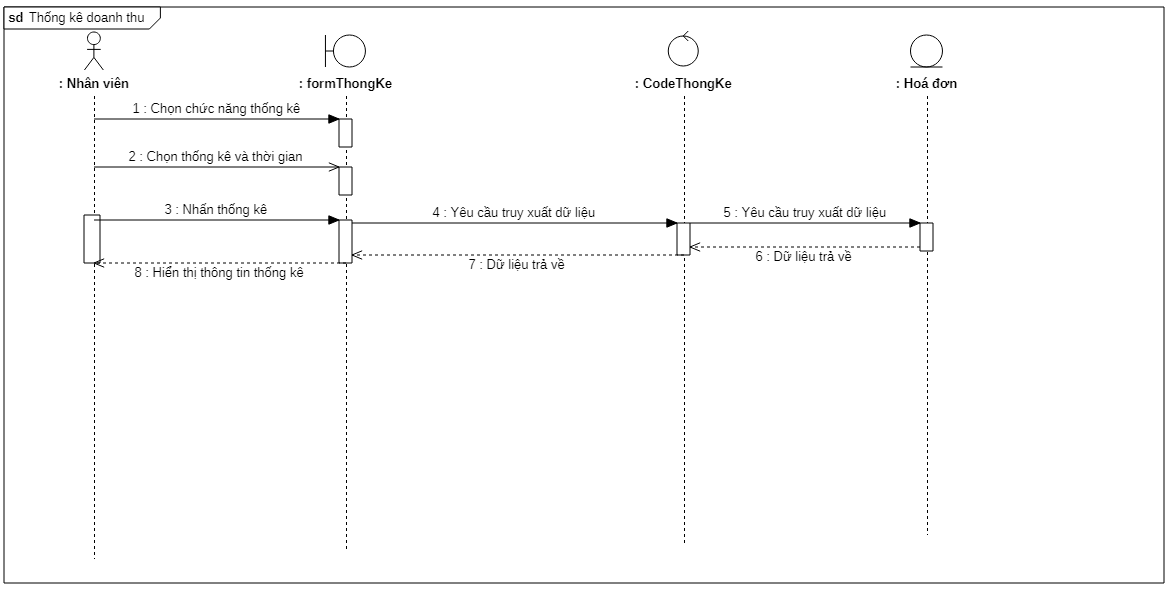 sd Thống kê doanh thu
: Nhân viên
: formThongKe
: CodeThongKe
: Hoá đơn
1 : Chọn chức năng thống kê
2 : Chọn thống kê và thời gian
3 : Nhấn thống kê
4 : Yêu cầu truy xuất dữ liệu
5 : Yêu cầu truy xuất dữ liệu
6 : Dữ liệu trả về
7 : Dữ liệu trả về
8 : Hiển thị thông tin thống kê